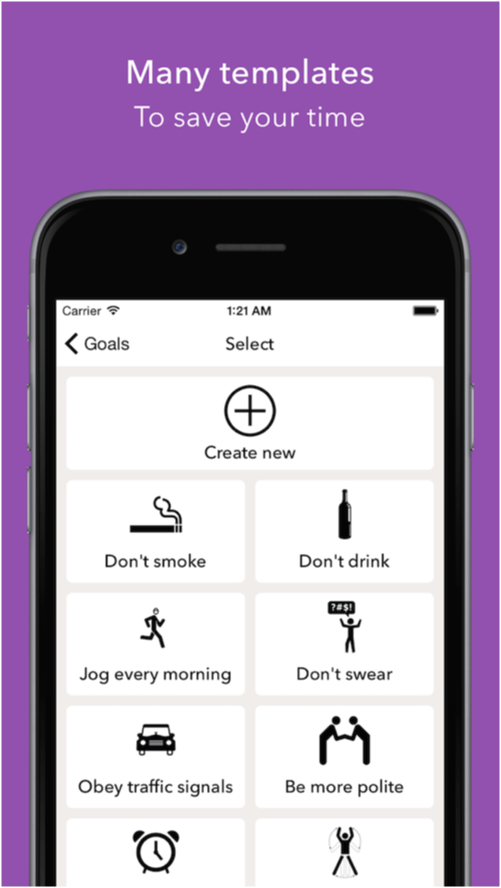 Many templates
To save your time
Carrier 1:21 AM
Goals Select
Create new
Don't smoke Don't drink
?#$!
Jog every morning Don't swear
Obey traffic signals Be more polite